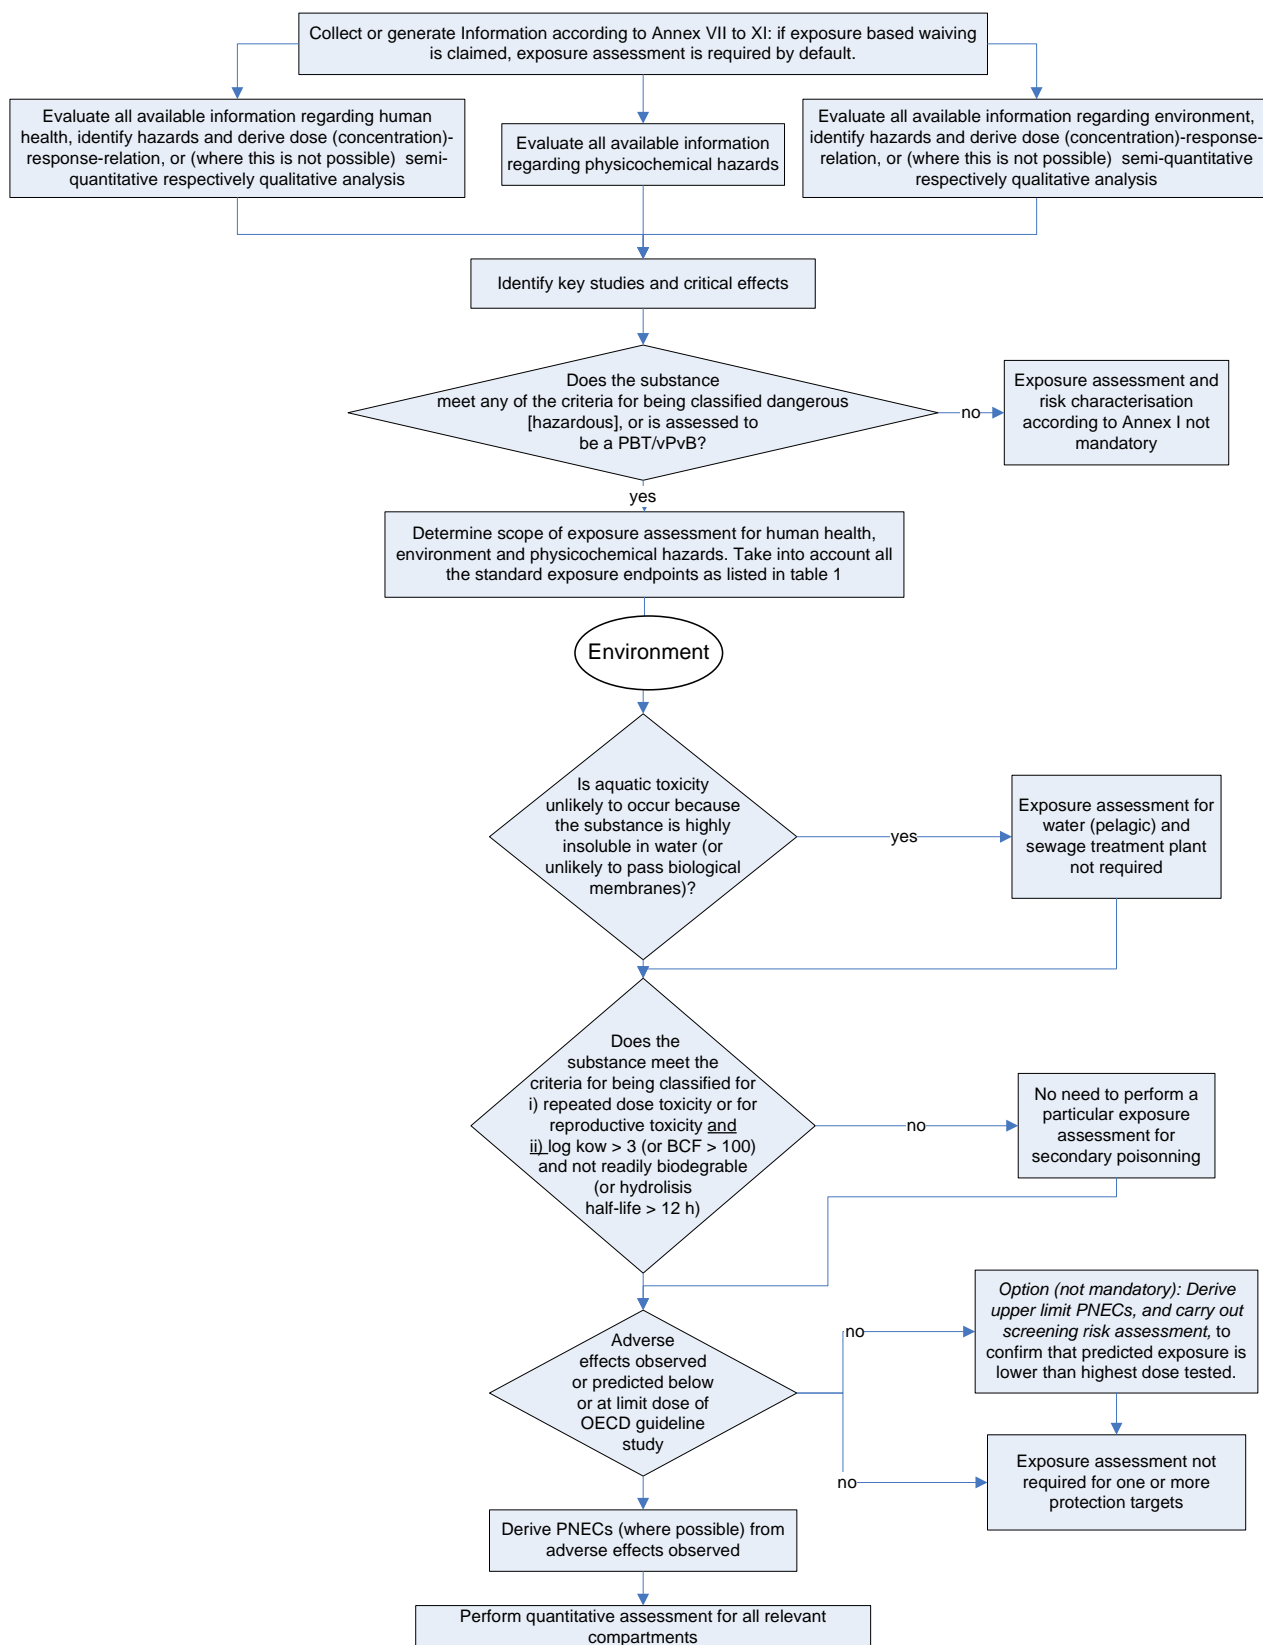 Collect or generate Information according to Annex VII to XI: if exposure based waiving
is claimed, exposure assessment is required by default.
Evaluate all available information regarding human
health, identify hazards and derive dose (concentration)-
response-relation, or (where this is not possible) semi-
quantitative respectively qualitative analysis
Evaluate all available information
regarding physicochemical hazards
Evaluate all available information regarding environment,
identify hazards and derive dose (concentration)-response-
relation, or (where this is not possible) semi-quantitative
respectively qualitative analysis
Identify key studies and critical effects
Does the substance
meet any of the criteria for being classified dangerous
[hazardous], or is assessed to
be a PBT/vPvB?
no
Exposure assessment and
risk characterisation
according to Annex I not
mandatory
yes
Determine scope of exposure assessment for human health,
environment and physicochemical hazards. Take into account all
the standard exposure endpoints as listed in table 1
Environment
Is aquatic toxicity
unlikely to occur because
the substance is highly
insoluble in water (or
unlikely to pass biological
membranes)?
yes
Exposure assessment for
water (pelagic) and
sewage treatment plant
not required
Does the
substance meet the
criteria for being classified for
i) repeated dose toxicity or for
reproductive toxicity and
ii) log kow > 3 (or BCF > 100)
and not readily biodegrable
(or hydrolisis
half-life > 12 h)
no
No need to perform a
particular exposure
assessment for
secondary poisonning
Adverse
effects observed
or predicted below
or at limit dose of
OECD guideline
study
no
Option (not mandatory): Derive
upper limit PNECs, and carry out
screening risk assessment, to
confirm that predicted exposure is
lower than highest dose tested.
no
Exposure assessment not
required for one or more
protection targets
Derive PNECs (where possible) from
adverse effects observed
Perform quantitative assessment for all relevant
compartments